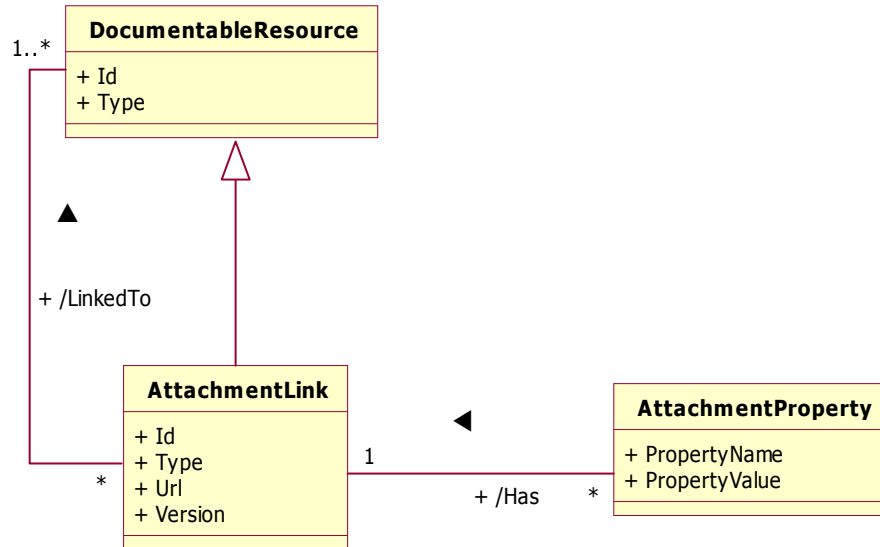 DocumentableResource
1..*
+ Id
+ Type
+ /LinkedTo
AttachmentLink
+ Id
+ Type
+ Url
+ Version
*
1
+ /Has
*
AttachmentProperty
+ PropertyName
+ PropertyValue